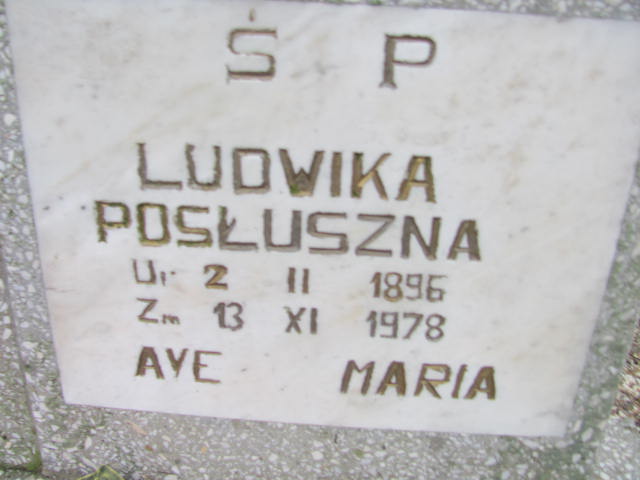 Ś P
LUDWIKA
POSŁUSZNA
Ur 2 II 1896
Zm 13 XI 1978
AVE MARIA